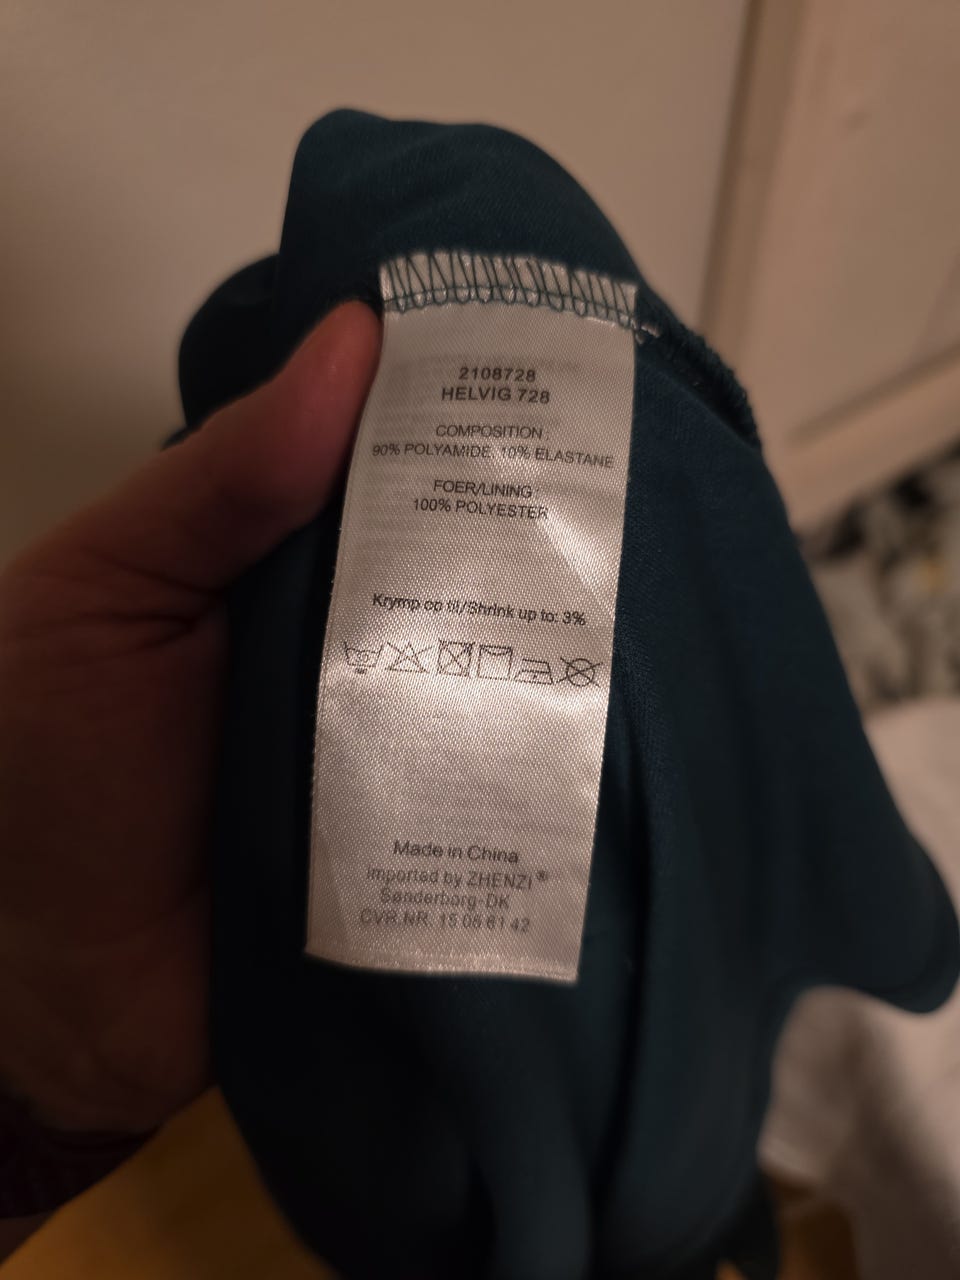 2108728
HELVIG 728
COMPOSITION :
90% POLYAMIDE, 10% ELASTANE
FOER/LINING
100% POLYESTER
Krymp op til/Shrink up to: 3%
Made in China
Imported by ZHENZI ®
Sønderborg-DK
CVR.NR. 15 06 61 42